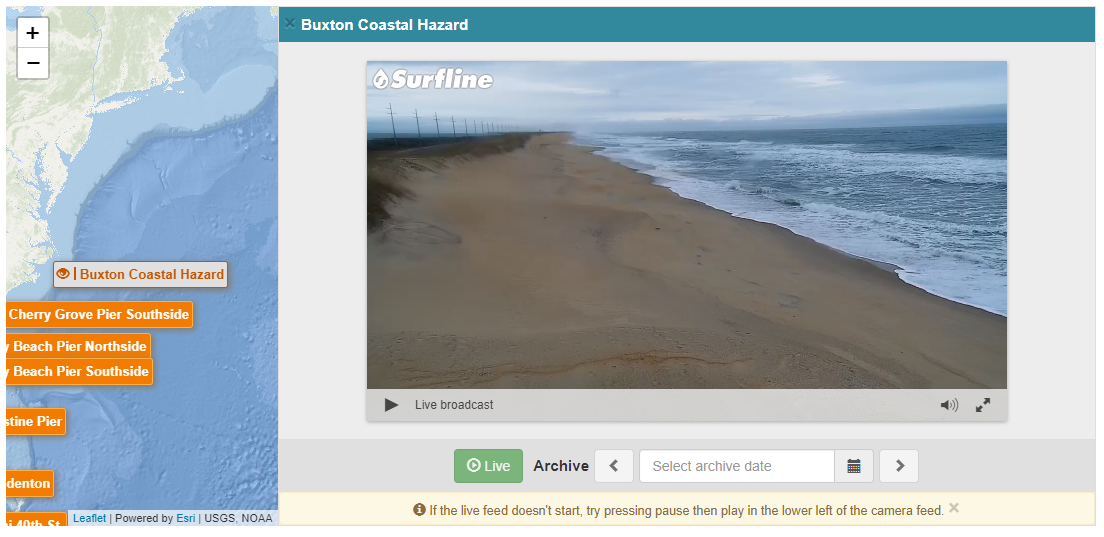 +
−
Buxton Coastal Hazard
Cherry Grove Pier Southside
Beach Pier Northside
Beach Pier Southside
Pier
Leaflet | Powered by Esri | USGS, NOAA
× Buxton Coastal Hazard
Surfline
Live broadcast
Live
Archive
Select archive date
If the live feed doesn't start, try pressing pause then play in the lower left of the camera feed. ×